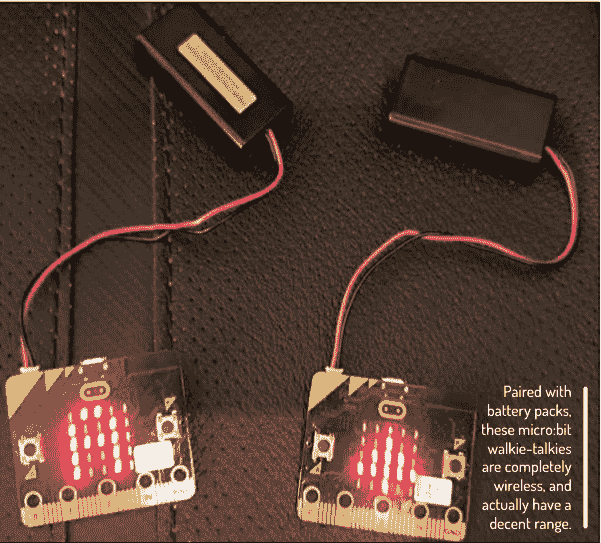 Paired with
battery packs,
these micro:bit
walkie-talkies
are completely
wireless, and
actually have a
decent range.